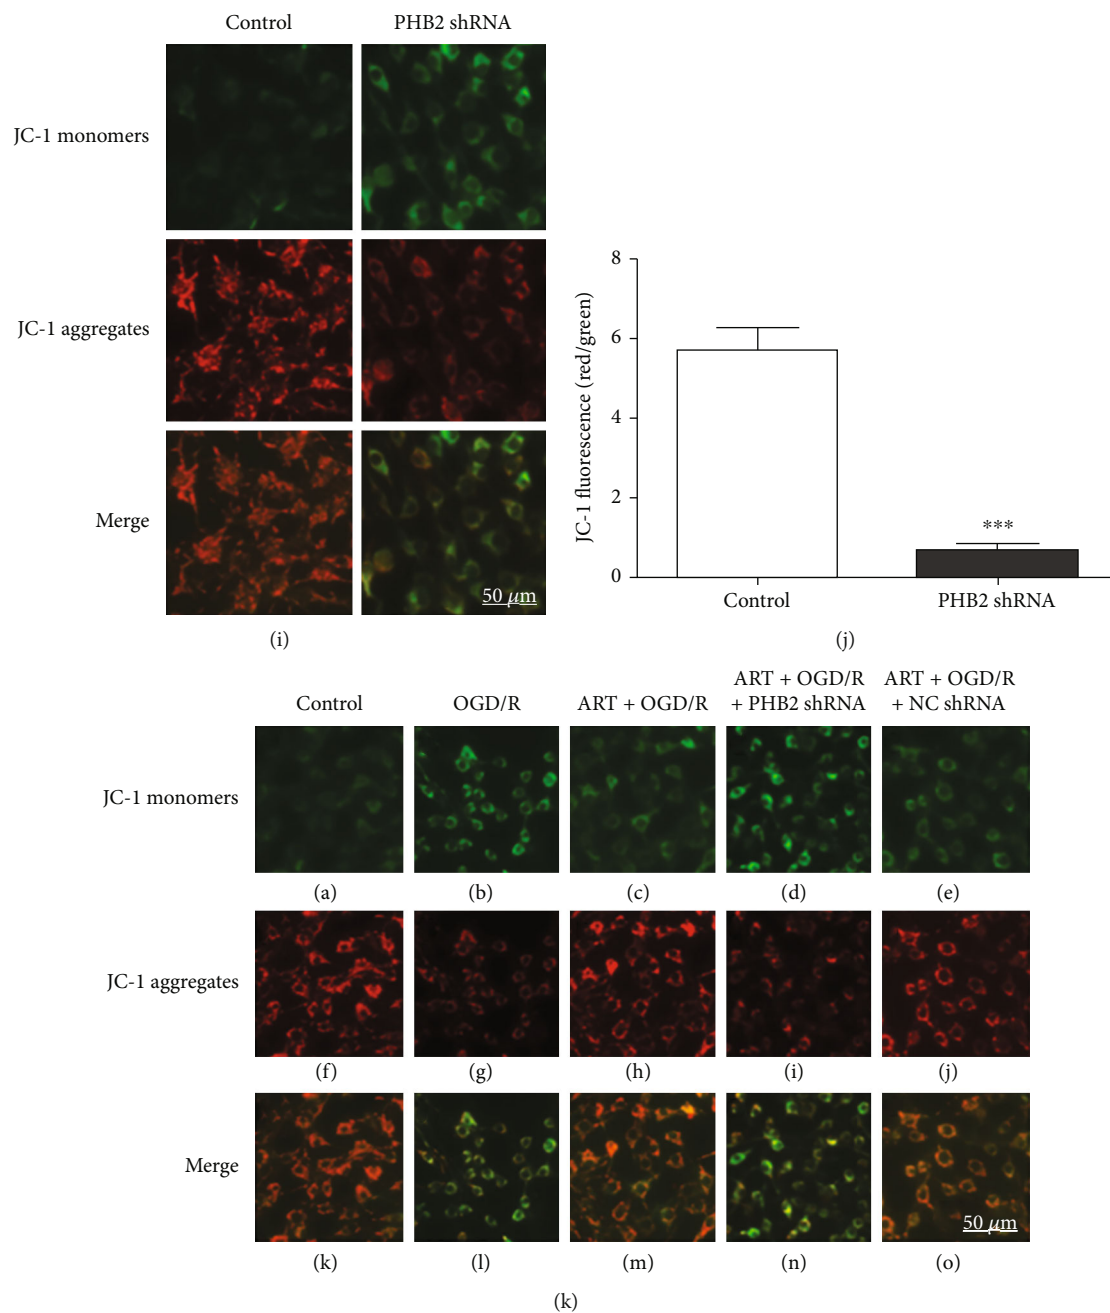 Control PHB2 shRNA
JC-1 monomers
JC-1 aggregates
Merge
50 µm
(i)
JC-1 fluorescence (red/green)
8
6
4
2
0
***
Control PHB2 shRNA
(j)
Control OGD/R ART + OGD/R ART + OGD/R + PHB2 shRNA ART + OGD/R + NC shRNA
JC-1 monomers
(a) (b) (c) (d) (e)
JC-1 aggregates
(f) (g) (h) (i) (j)
Merge
50 µm
(k) (l) (m) (n) (o)
(k)